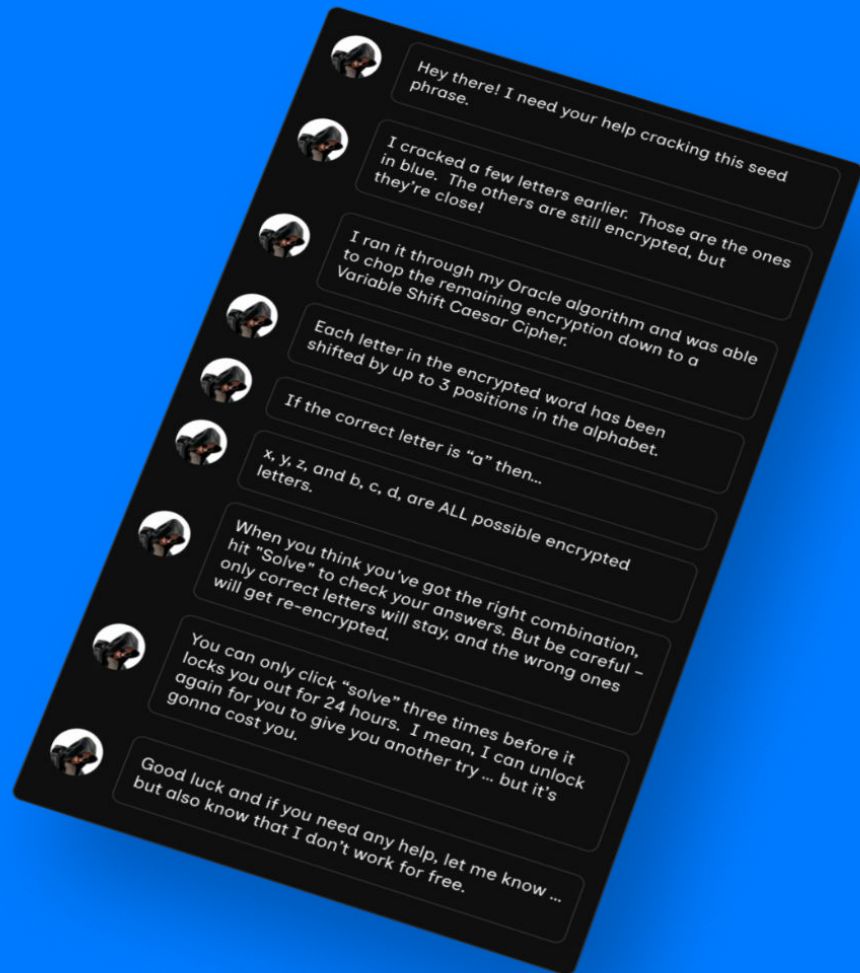 Hey there! I need your help cracking this seed
phrase.
I cracked a few letters earlier. Those are the ones
in blue. The others are still encrypted, but
they're close!
I ran it through my Oracle algorithm and was able
to chop the remaining encryption down to a
Variable Shift Caesar Cipher.
Each letter in the encrypted word has been
shifted by up to 3 positions in the alphabet.
If the correct letter is “a” then...
x, y, z, and b, c, d, are ALL possible encrypted
letters.
When you think you've got the right combination,
hit "Solve" to check your answers. But be careful –
only correct letters will stay, and the wrong ones
will get re-encrypted.
You can only click “solve” three times before it
locks you out for 24 hours. I mean, I can unlock
again for you to give you another try ... but it's
gonna cost you.
Good luck and if you need any help, let me know ...
but also know that I don't work for free.